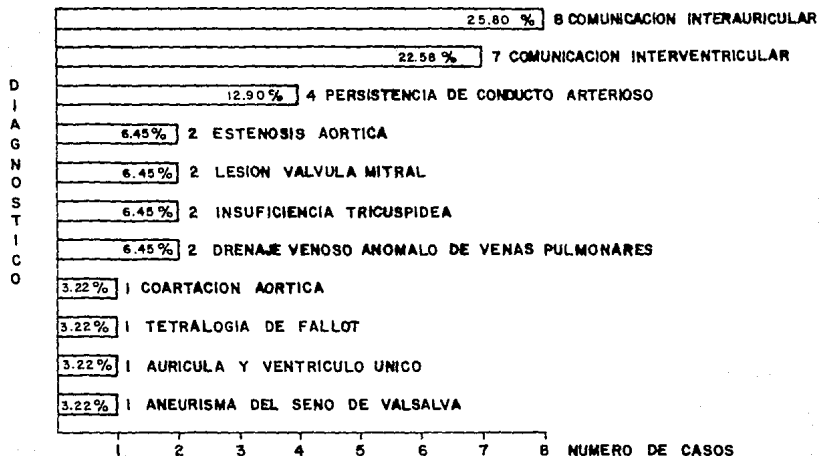 25.80 % 8 COMUNICACION INTERAURICULAR
22.58 % 7 COMUNICACION INTERVENTRICULAR
12.90% 4 PERSISTENCIA DE CONDUCTO ARTERIOSO
6.45% 2 ESTENOSIS AORTICA
6.45% 2 LESION VALVULA MITRAL
6.45% 2 INSUFICIENCIA TRICUSPIDEA
6.45% 2 DRENAJE VENOSO ANOMALO DE VENAS PULMONARES
3.22% 1 COARTACION AORTICA
3.22% 1 TETRALOGIA DE FALLOT
3.22% 1 AURICULA Y VENTRICULO UNICO
3.22% 1 ANEURISMA DEL SENO DE VALSALVA
DIAGNOSTICO
1 2 3 4 5 6 7 8 NUMERO DE CASOS